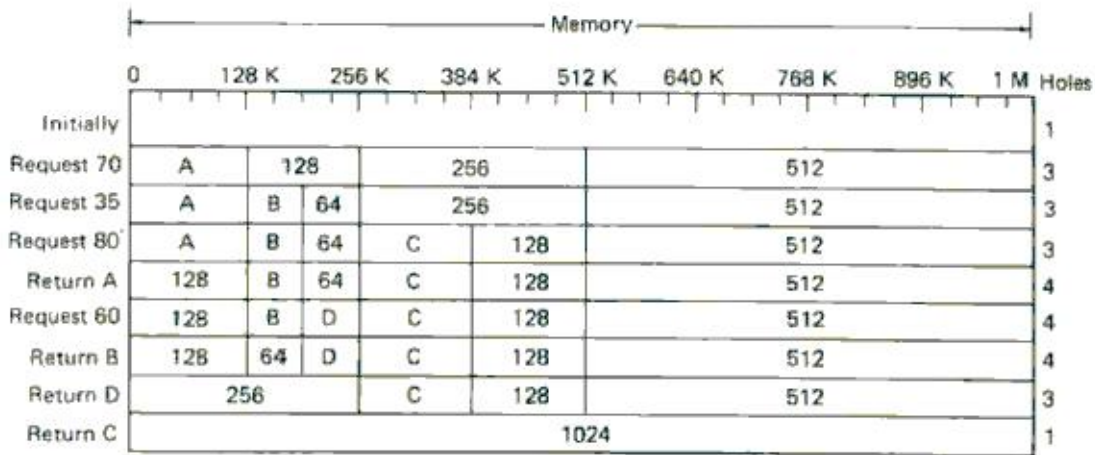 Memory
0 128 K 256 K 384 K 512 K 640 K 768 K 896 K 1 M Holes
Initially 1
Request 70 A 128 256 512 3
Request 35 A B 64 256 512 3
Request 80 A B 64 C 128 512 3
Return A 128 B 64 C 128 512 4
Request 60 128 B D C 128 512 4
Return B 128 64 D C 128 512 4
Return D 256 C 128 512 3
Return C 1024 1